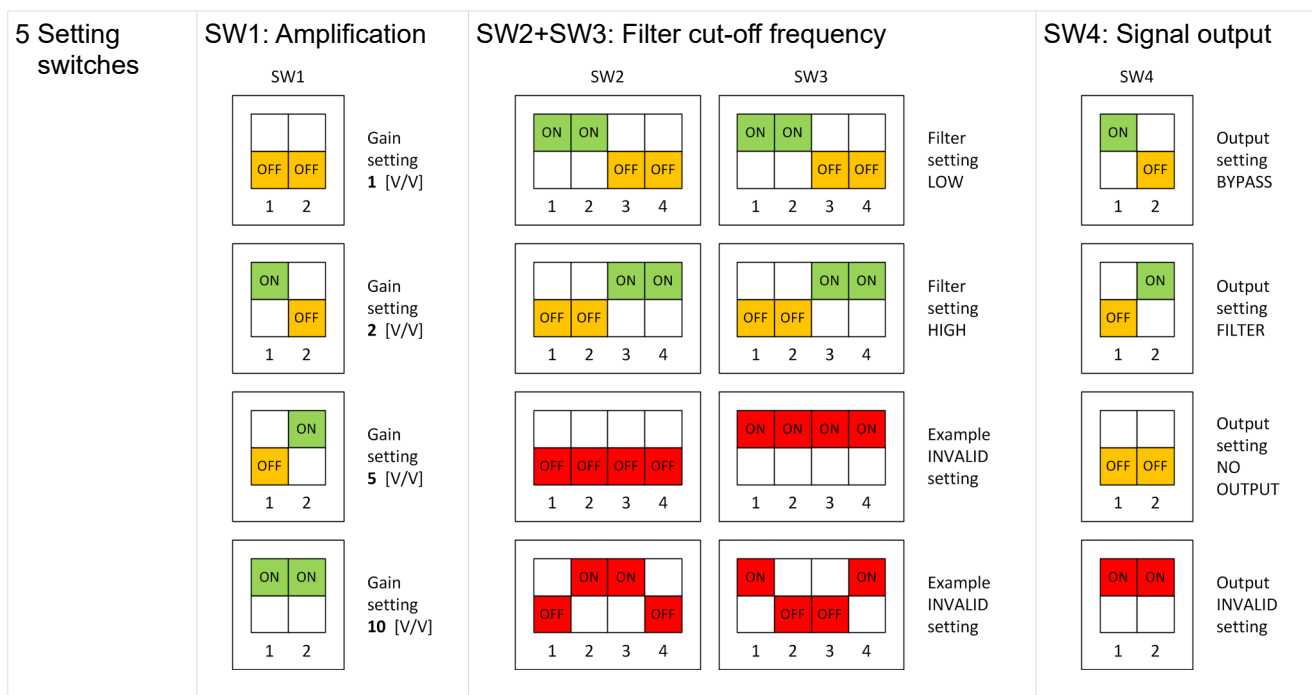 5 Setting
switches
SW1: Amplification
SW1
OFF OFF
1 2
Gain
setting
1 [V/V]
ON
OFF
1 2
Gain
setting
2 [V/V]
ON
OFF
1 2
Gain
setting
5 [V/V]
ON ON
1 2
Gain
setting
10 [V/V]
SW2+SW3: Filter cut-off frequency
SW2 SW3
ON ON ON ON
OFF OFF OFF OFF
1 2 3 4 1 2 3 4
Filter
setting
LOW
ON ON ON ON
OFF OFF OFF OFF
1 2 3 4 1 2 3 4
Filter
setting
HIGH
ON ON ON ON
OFF OFF OFF OFF
1 2 3 4 1 2 3 4
Example
INVALID
setting
ON ON ON ON
OFF OFF OFF OFF
1 2 3 4 1 2 3 4
Example
INVALID
setting
SW4: Signal output
SW4
ON
OFF
1 2
Output
setting
BYPASS
ON
OFF
1 2
Output
setting
FILTER
OFF OFF
1 2
Output
setting
NO
OUTPUT
ON ON
1 2
Output
INVALID
setting